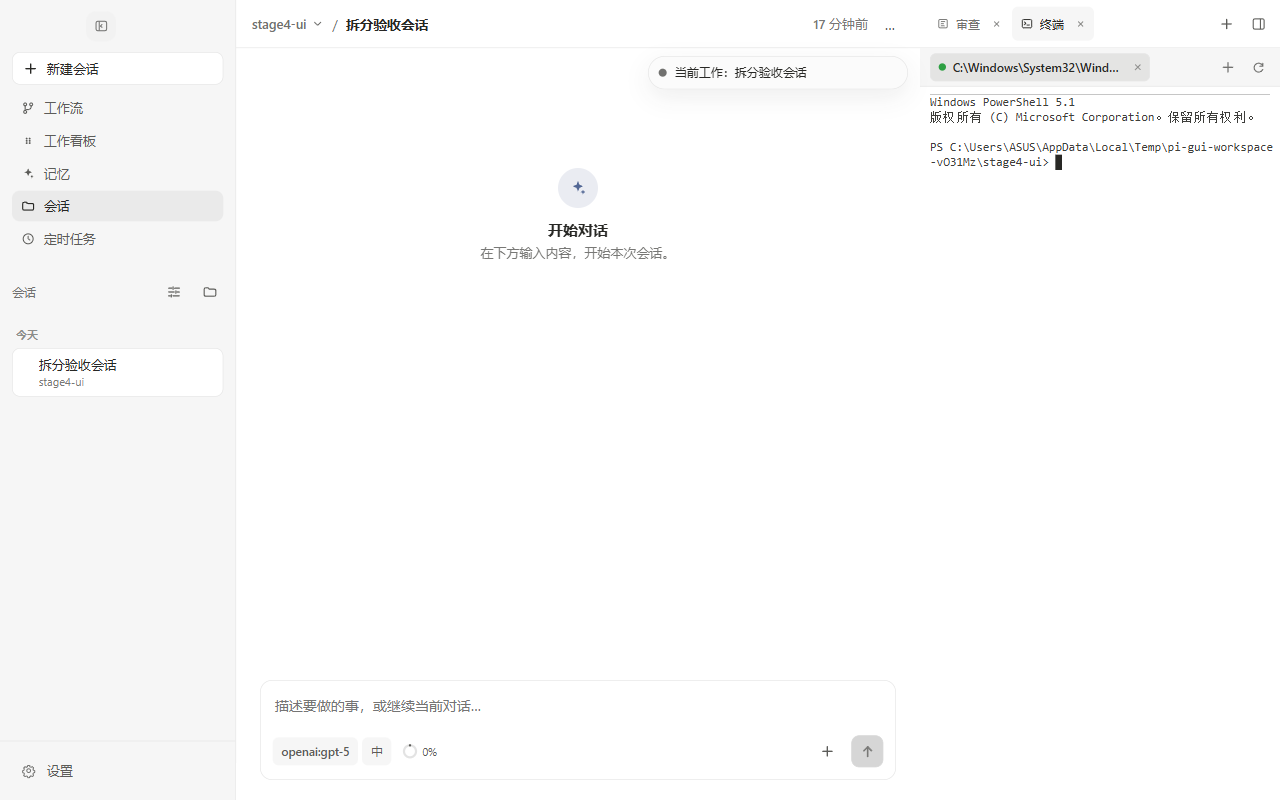 新建会话
工作流
工作看板
记忆
会话
定时任务
会话
今天
拆分验收会话
stage4-ui
设置
stage4-ui / 拆分验收会话
17 分钟前
...
当前工作：拆分验收会话
开始对话
在下方输入内容，开始本次会话。
描述要做的事，或继续当前对话...
openai:gpt-5
中
0%
审查
终端
C:\Windows\System32\Wind...
Windows PowerShell 5.1
版权所有 (C) Microsoft Corporation。保留所有权利。
PS C:\Users\ASUS\AppData\Local\Temp\pi-gui-workspace
-vO31Mz\stage4-ui>